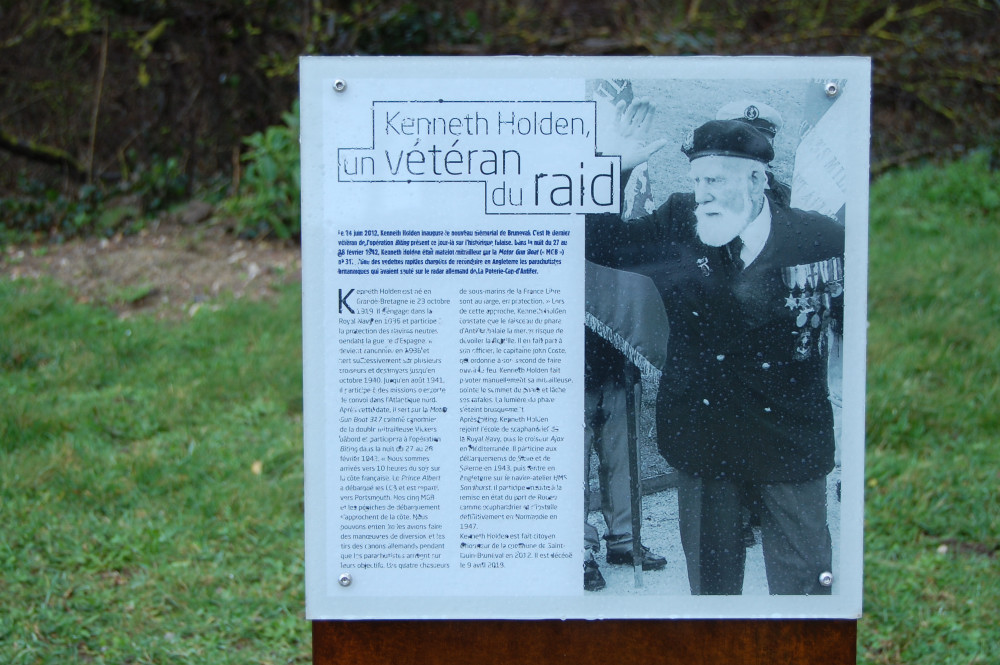 Kenneth Holden,
un vétéran
du raid
Le 14 juin 2012, Kenneth Holden inaugure le nouveau mémorial de Bruneval. C'est le dernier
vétéran de l'opération Biting présent ce jour-là sur l'historique falaise. Dans la nuit du 27 au
28 février 1942, Kenneth Holden était matelot mitrailleur sur la Motor Gun Boat (« MGB »)
n° 31, une des vedettes rapides chargées de reconduire en Angleterre les parachutistes
britanniques qui avaient sauté sur le radar allemand de La Poterie-Cap-d'Antifer.
Kenneth Holden est né en
Grande-Bretagne le 23 octobre
1919. Il s'engage dans la
Royal Navy en 1935 et participe à
la protection des navires neutres
pendant la guerre d'Espagne. Il
devient canonnier en 1936 et
sert successivement sur plusieurs
croiseurs et destroyers jusqu'en
octobre 1940. Jusqu'en août 1941,
il participe à des missions d'escorte
de convoi dans l'Atlantique nord.
Après cette date, il sert sur la Motor
Gun Boat 317 comme canonnier
de la double mitrailleuse Vickers
bâbord et participera à l'opération
Biting dans la nuit du 27 au 28
février 1942. « Nous sommes
arrivés vers 10 heures du soir sur
la côte française. Le Prince Albert
a débarqué les LCS et est reparti
vers Portsmouth. Nos cinq MGB
et les péniches de débarquement
s'approchent de la côte. Nous
pouvons entendre les avions faire
des manœuvres de diversion et les
tirs des canons allemands pendant
que les parachutistes arrivent sur
leurs objectifs. Les quatre chasseurs
de sous-marins de la France Libre
sont au large, en protection. » Lors
de cette approche, Kenneth Holden
constate que le faisceau du phare
d'Antifer balaie la mer au risque de
dévoiler la flottille. Il en fait part à
son officier, le capitaine John Coste,
qui ordonne à son second de faire
ouvrir le feu. Kenneth Holden fait
pivoter manuellement sa mitrailleuse,
pointe le sommet du phare et lâche
ses rafales. La lumière du phare
s'éteint brusquement.
Après Biting, Kenneth Holden
rejoint l'école de scaphandrier de
la Royal Navy, puis le croiseur Ajax
en Méditerranée. Il participe aux
débarquements de Sicile et de
Salerne en 1943, puis rentre en
Angleterre sur le navire-atelier HMS
Sandhurst. Il participe ensuite à la
remise en état du port de Rouen
comme scaphandrier et s'installe
définitivement en Normandie en
1947.
Kenneth Holden est fait citoyen
d'honneur de la commune de Saint-
Jouin-Bruneval en 2012. Il est décédé
le 9 avril 2019.